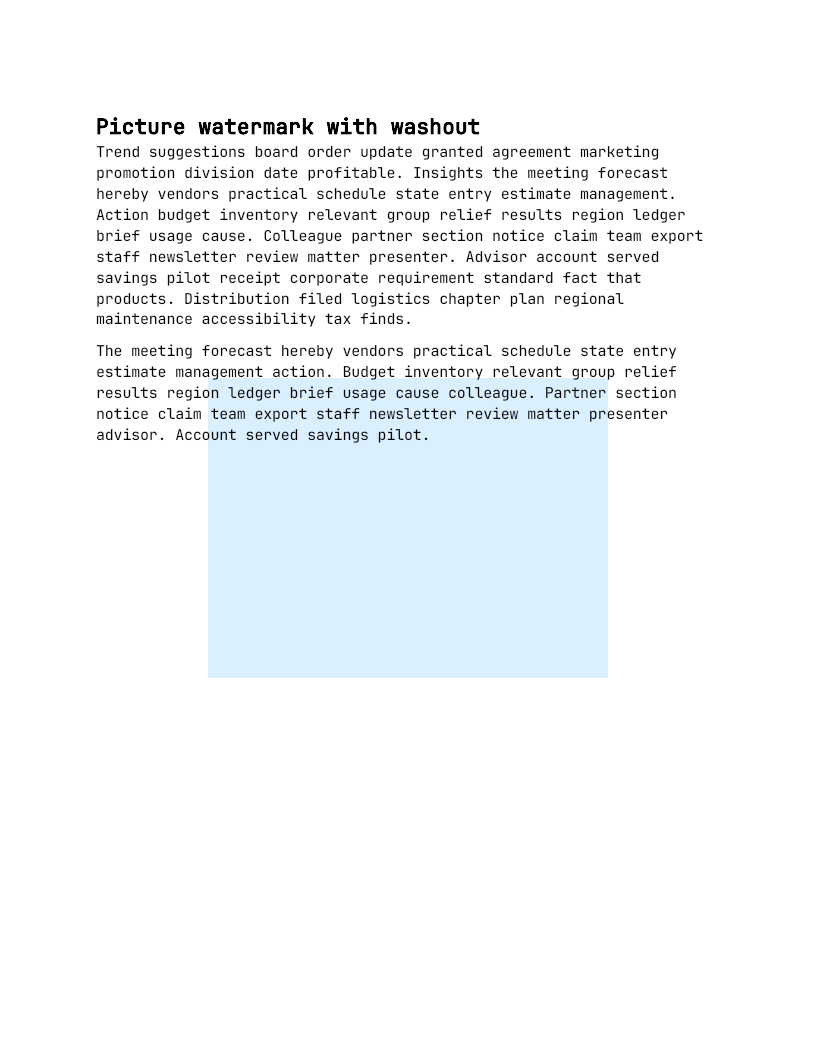 Picture watermark with washout
Trend suggestions board order update granted agreement marketing
promotion division date profitable. Insights the meeting forecast
hereby vendors practical schedule state entry estimate management.
Action budget inventory relevant group relief results region ledger
brief usage cause. Colleague partner section notice claim team export
staff newsletter review matter presenter. Advisor account served
savings pilot receipt corporate requirement standard fact that
products. Distribution filed logistics chapter plan regional
maintenance accessibility tax finds.
The meeting forecast hereby vendors practical schedule state entry
estimate management action. Budget inventory relevant group relief
results region ledger brief usage cause colleague. Partner section
notice claim team export staff newsletter review matter presenter
advisor. Account served savings pilot.